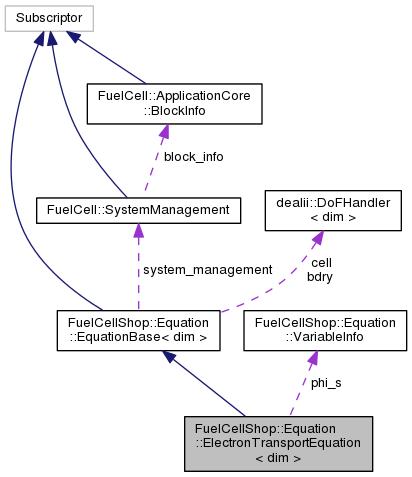 Subscriptor
FuelCell::ApplicationCore
::BlockInfo
block_info
FuelCell::SystemManagement
dealii::DoFHandler
< dim >
system_management
cell
bdry
FuelCellShop::Equation
::EquationBase< dim >
FuelCellShop::Equation
::VariableInfo
phi_s
FuelCellShop::Equation
::ElectronTransportEquation
< dim >